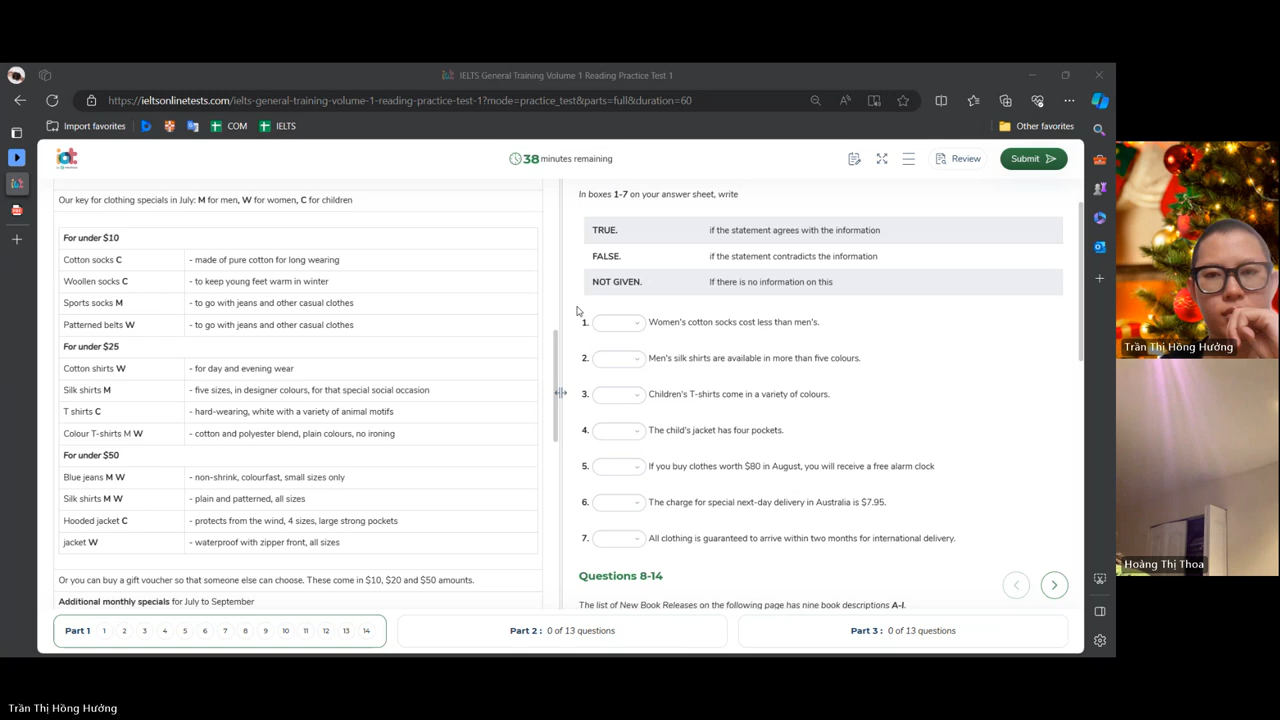 IELTS General Training Volume 1 Reading Practice Test 1
https://ieltsonlinetests.com/ielts-general-training-volume-1-reading-practice-test-1?mode=practice_test&parts=full&duration=60
Import favorites
COM
IELTS
Other favorites
iot
38 minutes remaining
Review
Submit
Our key for clothing specials in July: M for men, W for women, C for children
For under $10
Cotton socks C - made of pure cotton for long wearing
Woollen socks C - to keep young feet warm in winter
Sports socks M - to go with jeans and other casual clothes
Patterned belts W - to go with jeans and other casual clothes
For under $25
Cotton shirts W - for day and evening wear
Silk shirts M - five sizes, in designer colours, for that special social occasion
T shirts C - hard-wearing, white with a variety of animal motifs
Colour T-shirts M W - cotton and polyester blend, plain colours, no ironing
For under $50
Blue jeans M W - non-shrink, colourfast, small sizes only
Silk shirts M W - plain and patterned, all sizes
Hooded jacket C - protects from the wind, 4 sizes, large strong pockets
jacket W - waterproof with zipper front, all sizes
Or you can buy a gift voucher so that someone else can choose. These come in $10, $20 and $50 amounts.
Additional monthly specials for July to September
In boxes 1-7 on your answer sheet, write
TRUE. if the statement agrees with the information
FALSE. if the statement contradicts the information
NOT GIVEN. If there is no information on this
1. Women's cotton socks cost less than men's.
2. Men's silk shirts are available in more than five colours.
3. Children's T-shirts come in a variety of colours.
4. The child's jacket has four pockets.
5. If you buy clothes worth $80 in August, you will receive a free alarm clock
6. The charge for special next-day delivery in Australia is $7.95.
7. All clothing is guaranteed to arrive within two months for international delivery.
Questions 8-14
The list of New Book Releases on the following page has nine book descriptions A-I.
Part 1 1 2 3 4 5 6 7 8 9 10 11 12 13 14
Part 2 : 0 of 13 questions
Part 3 : 0 of 13 questions
Trần Thị Hồng Hưởng
Hoàng Thị Thoa
Trần Thị Hồng Hưởng